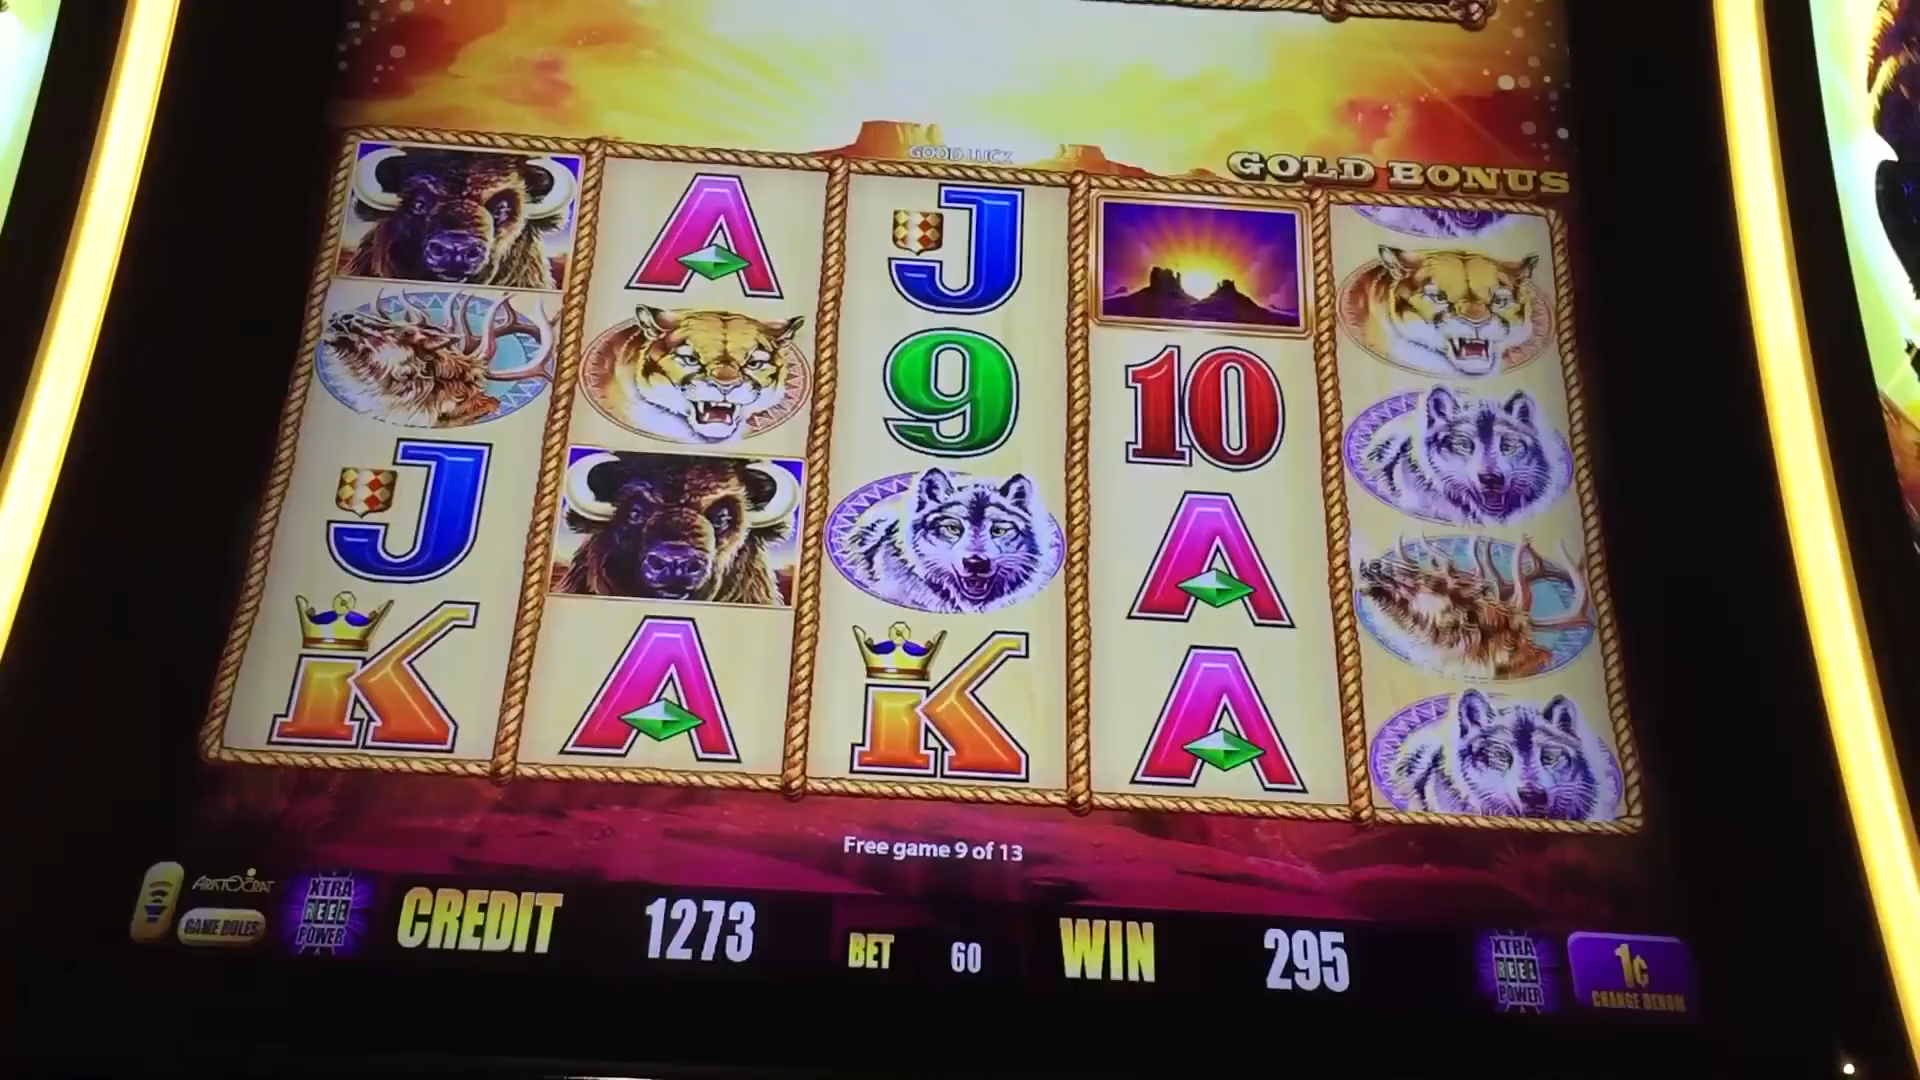 GOOD LUCK
GOLD BONUS
A
J
9
10
J
A
K
A
K
A
Free game 9 of 13
ARISTOCRAT
GAME RULES
XTRA
REEL
POWER
CREDIT 1273 BET 60 WIN 295
XTRA
REEL
POWER
1¢
CHANGE DENOM